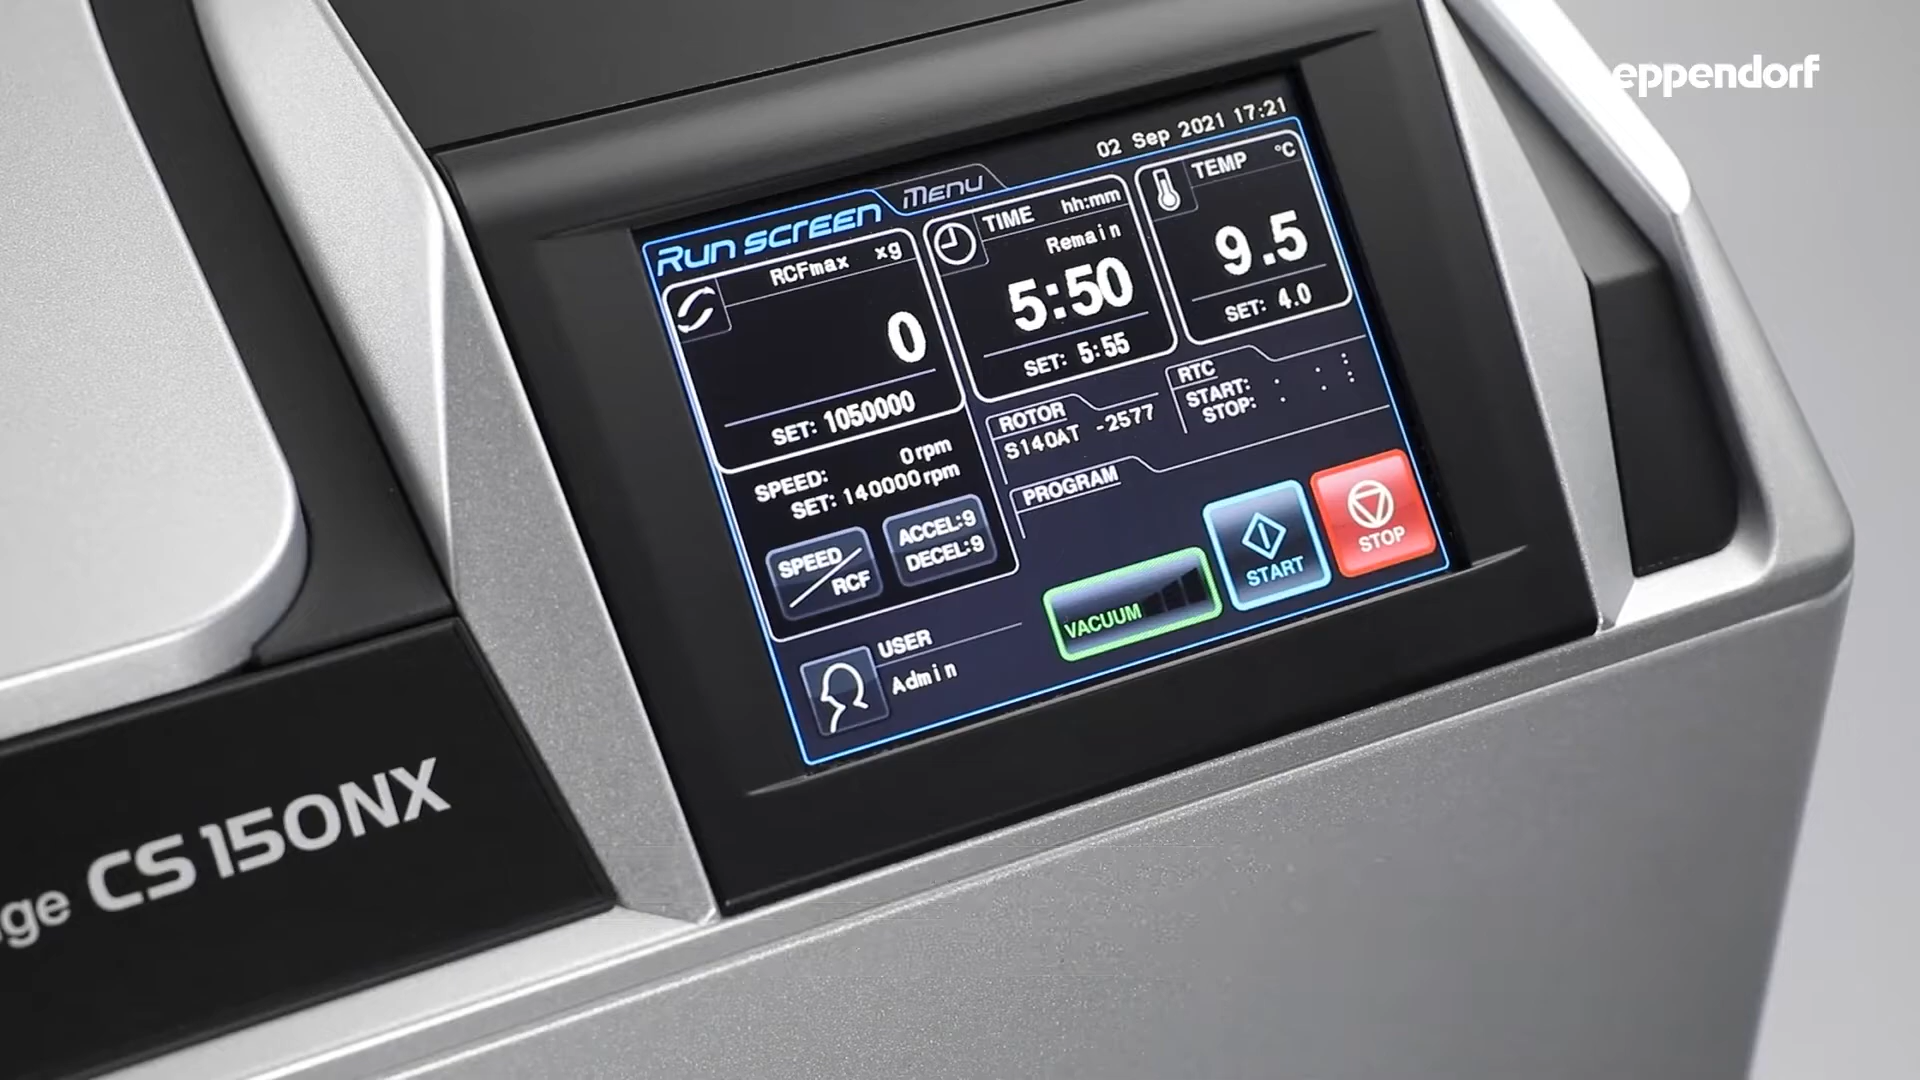 eppendorf
02 Sep 2021 17:21
Run screen
Menu
RCFmax xg
0
SET: 1050000
TIME hh:mm
Remain
5:50
SET: 5:55
TEMP °C
9.5
SET: 4.0
SPEED: 0rpm
SET: 140000rpm
SPEED/RCF
ACCEL:9
DECEL:9
ROTOR
S140AT -2577
RTC
START: : :
STOP: : :
PROGRAM
VACUUM
START
STOP
USER
Admin
CS 150NX